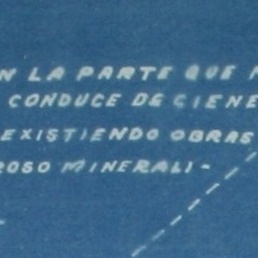 N LA PARTE QUE
CONDUCE DE CIENE
EXISTIENDO OBRAS
ROSO MINERALI-